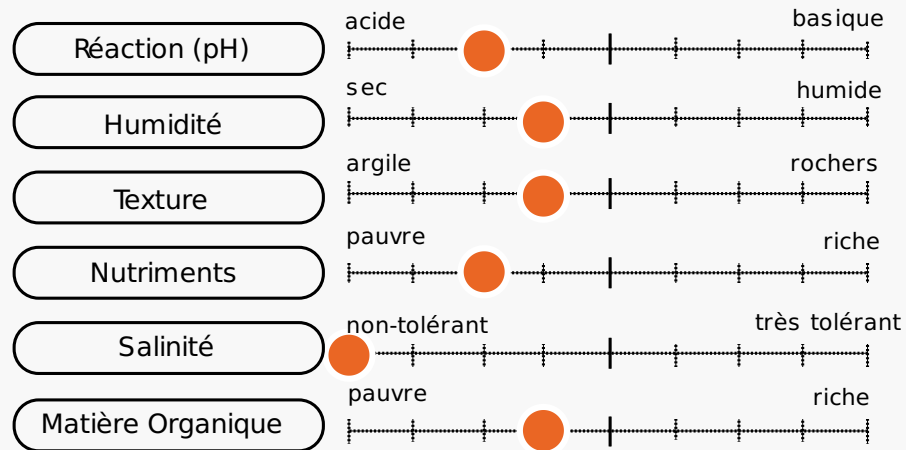 acide basique
Réaction (pH)
sec humide
Humidité
argile rochers
Texture
pauvre riche
Nutriments
non-tolérant très tolérant
Salinité
pauvre riche
Matière Organique